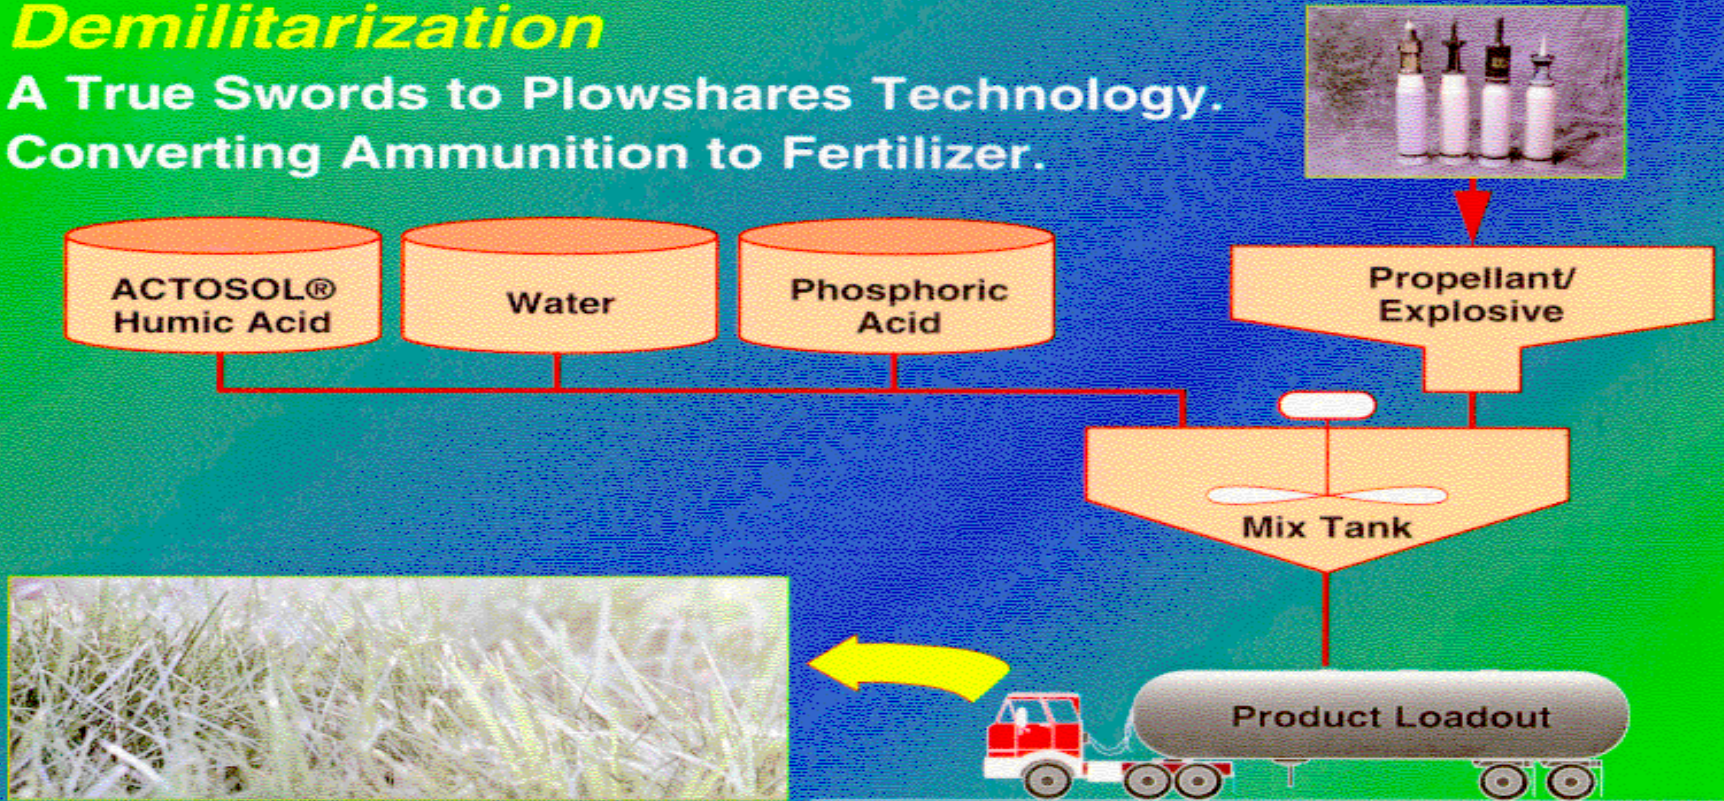 Demilitarization
A True Swords to Plowshares Technology.
Converting Ammunition to Fertilizer.
ACTOSOL®
Humic Acid
Water
Phosphoric
Acid
Propellant/
Explosive
Mix Tank
Product Loadout